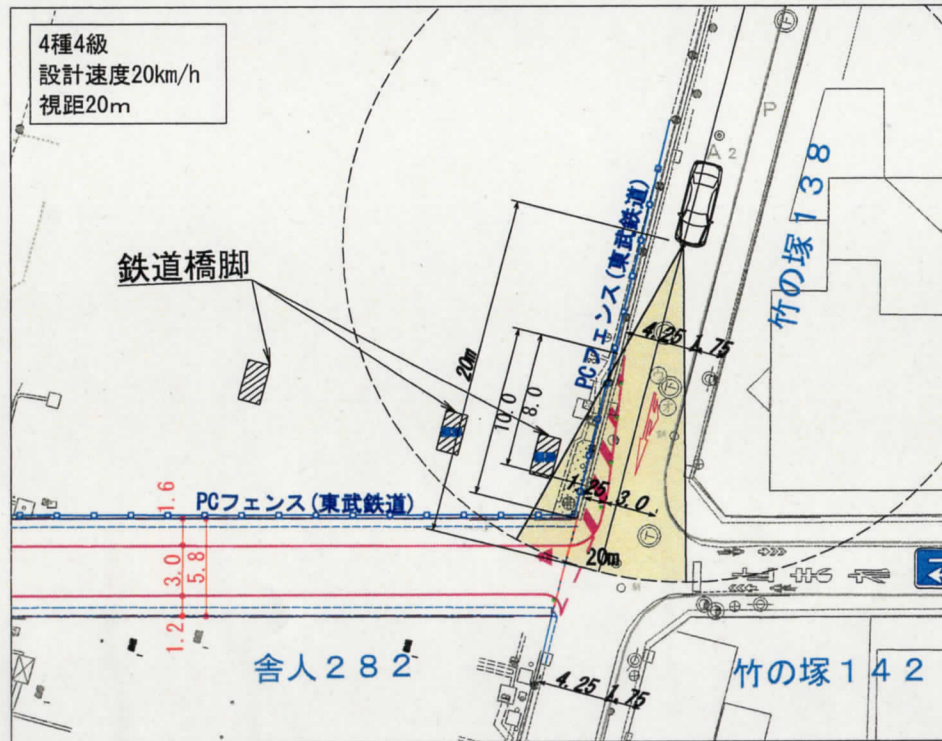 4種4級
設計速度20km/h
視距20m
鉄道橋脚
PCフェンス(東武鉄道)
A2
P
竹の塚138
20m
10.0
8.0
4.25
1.75
1.25
3.0
20m
PCフェンス(東武鉄道)
1.6
3.0
5.8
1.2
舎人282
竹の塚142
4.25
1.75